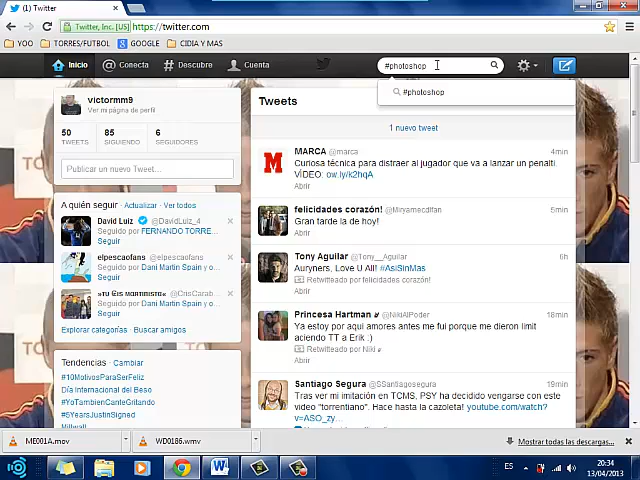 (1) Twitter
Twitter, Inc. [US] https://twitter.com
YOO TORRES/FUTBOL GOOGLE CIDIA Y MAS
Inicio @ Conecta # Descubre Cuenta
#photoshop
#photoshop
victormm9
Ver mi página de perfil
50 85 6
TWEETS SIGUIENDO SEGUIDORES
Publicar un nuevo Tweet...
A quién seguir · Actualizar · Ver todos
David Luiz @DavidLuiz_4
Seguido por FERNANDO TORRE...
Seguir
elpescaofans @elpescaofans
Seguido por Dani Martin Spain y o...
Seguir
@CrisCarab...
Seguido por Dani Martin Spain y o...
Seguir
Explorar categorías · Buscar amigos
Tendencias · Cambiar
#10MotivosParaSerFeliz
Día Internacional del Beso
#YoTambienCanteGritando
#5YearsJustinSigned
Millwall
Tweets
1 nuevo tweet
MARCA @marca 4min
Curiosa técnica para distraer al jugador que va a lanzar un penalti.
VÍDEO: ow.ly/k2hqA
Abrir
felicidades corazón! @Miryamecdlfan 5min
Gran tarde la de hoy!
Abrir
Tony Aguilar @Tony__Aguilar 6h
Auryners, Love U All! #AsiSinMas
Retwitteado por felicidades corazón!
Abrir
Princesa Hartman @NikiAlPoder 18min
Ya estoy por aqui amores antes me fui porque me dieron limit
aciendo TT a Erik :)
Retwitteado por Niki
Abrir
Santiago Segura @SSantiagosegura 19min
Tras ver mi imitación en TCMS, PSY ha decidido vengarse con este
video "torrentiano". Hace hasta la cazoleta! youtube.com/watch?
v=ASO_zy...
ME001A.mov WD0186.wmv Mostrar todas las descargas...
ES 20:34
13/04/2013